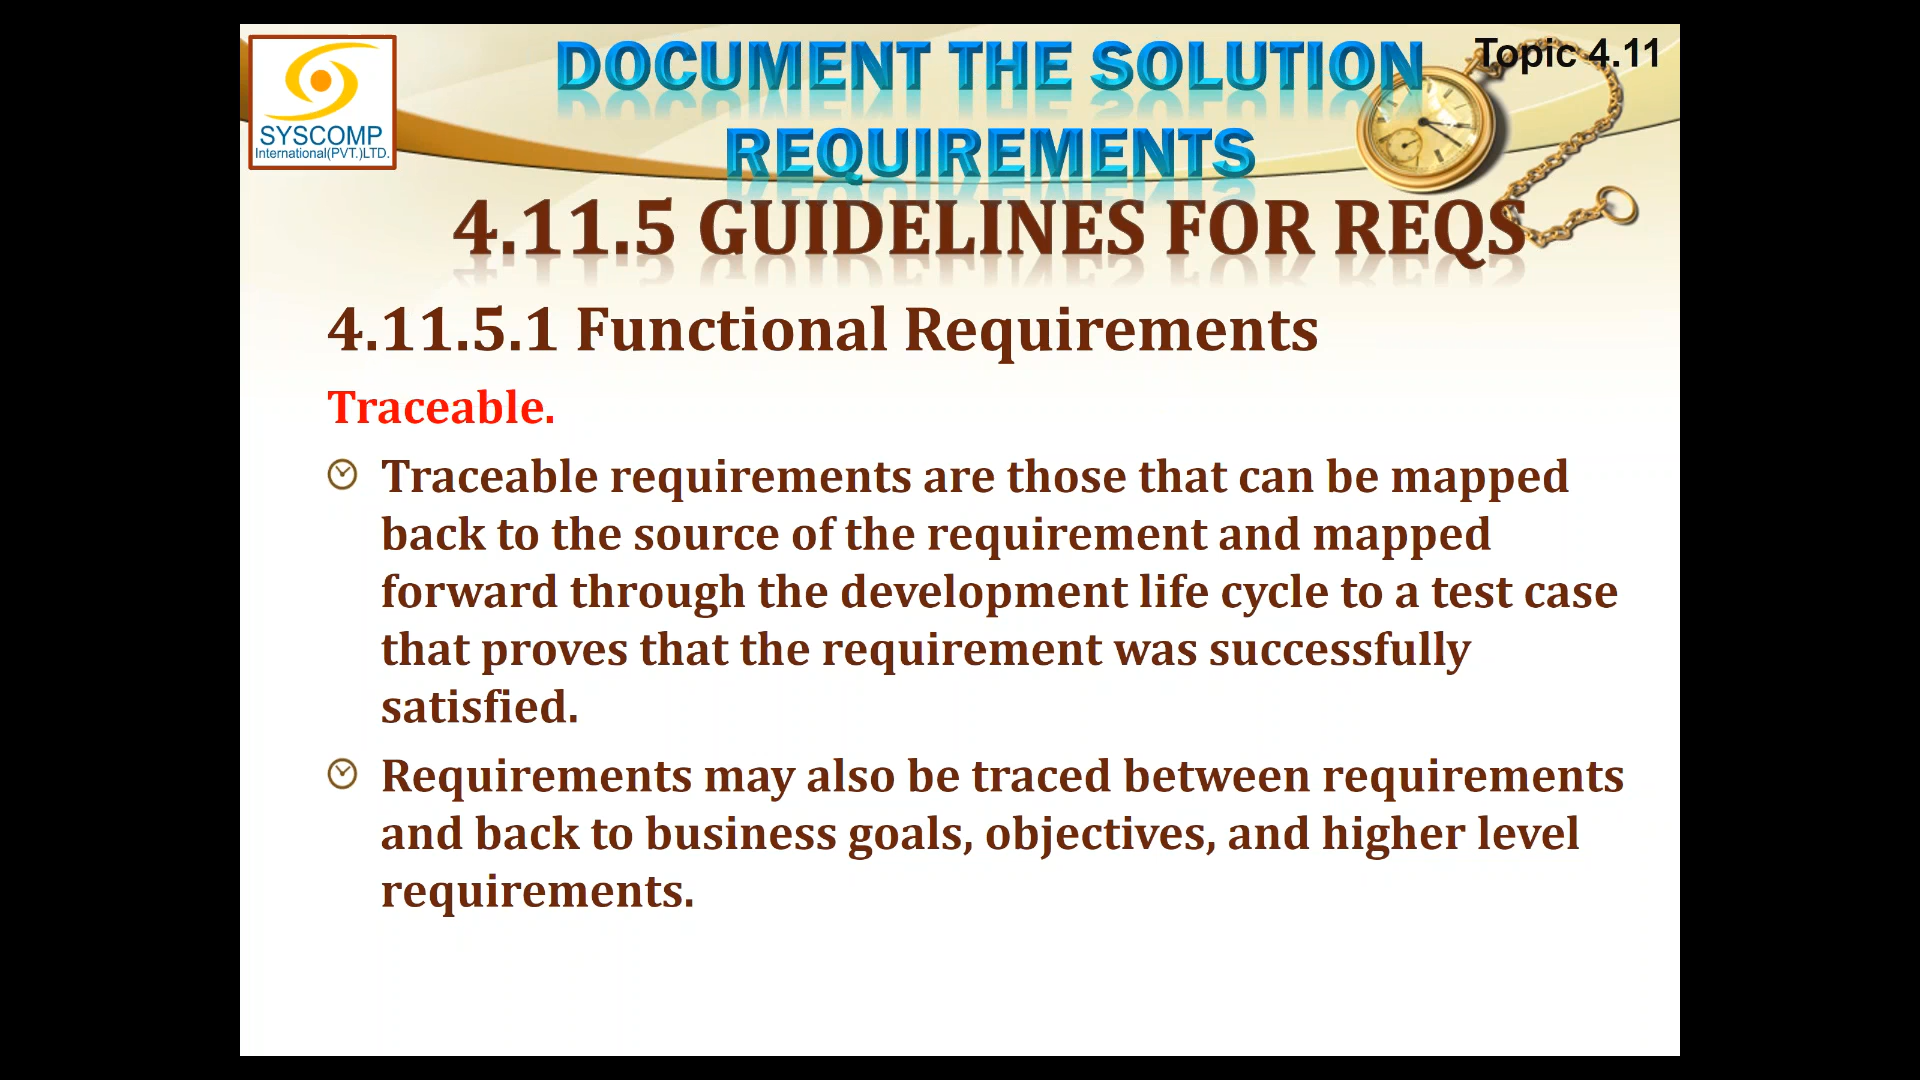 SYSCOMP
International(PVT.)LTD.
DOCUMENT THE SOLUTION
REQUIREMENTS
Topic 4.11
4.11.5 GUIDELINES FOR REQS
4.11.5.1 Functional Requirements
Traceable.
Traceable requirements are those that can be mapped
back to the source of the requirement and mapped
forward through the development life cycle to a test case
that proves that the requirement was successfully
satisfied.
Requirements may also be traced between requirements
and back to business goals, objectives, and higher level
requirements.